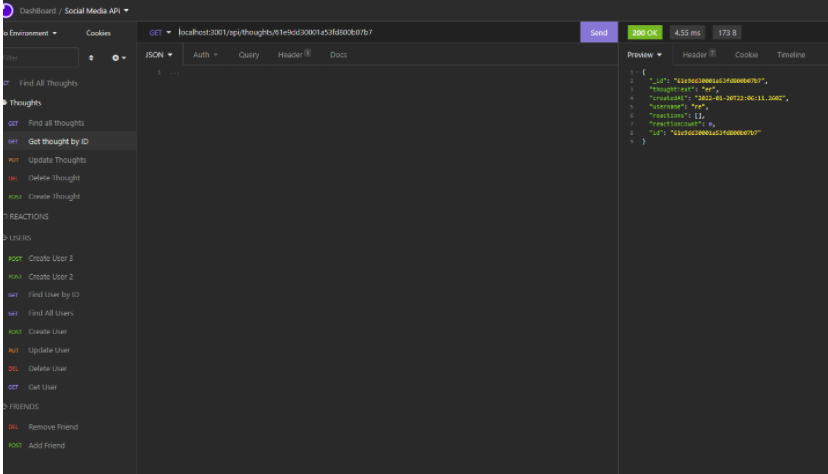 DashBoard / Social Media APi
No Environment Cookies
GET localhost:3001/api/thoughts/61e9dd30001a53fd800b07b7 Send
200 OK 4.55 ms 173 B
Filter
JSON Auth Query Header Docs
Preview Header Cookie Timeline
GET Find All Thoughts
Thoughts
GET Find all thoughts
GET Get thought by ID
PUT Update Thoughts
DEL Delete Thought
POST Create Thought
REACTIONS
USERS
POST Create User 3
POST Create User 2
GET Find User by ID
GET Find All Users
POST Create User
PUT Update User
DEL Delete User
GET Get User
FRIENDS
DEL Remove Friend
POST Add Friend
1 ...
1 {
2 "_id": "61e9dd30001a53fd800b07b7",
3 "thoughtText": "er",
4 "createdAt": "2022-01-20T22:06:11.260Z",
5 "username": "re",
6 "reactions": [],
7 "reactionCount": 0,
8 "id": "61e9dd30001a53fd800b07b7"
9 }